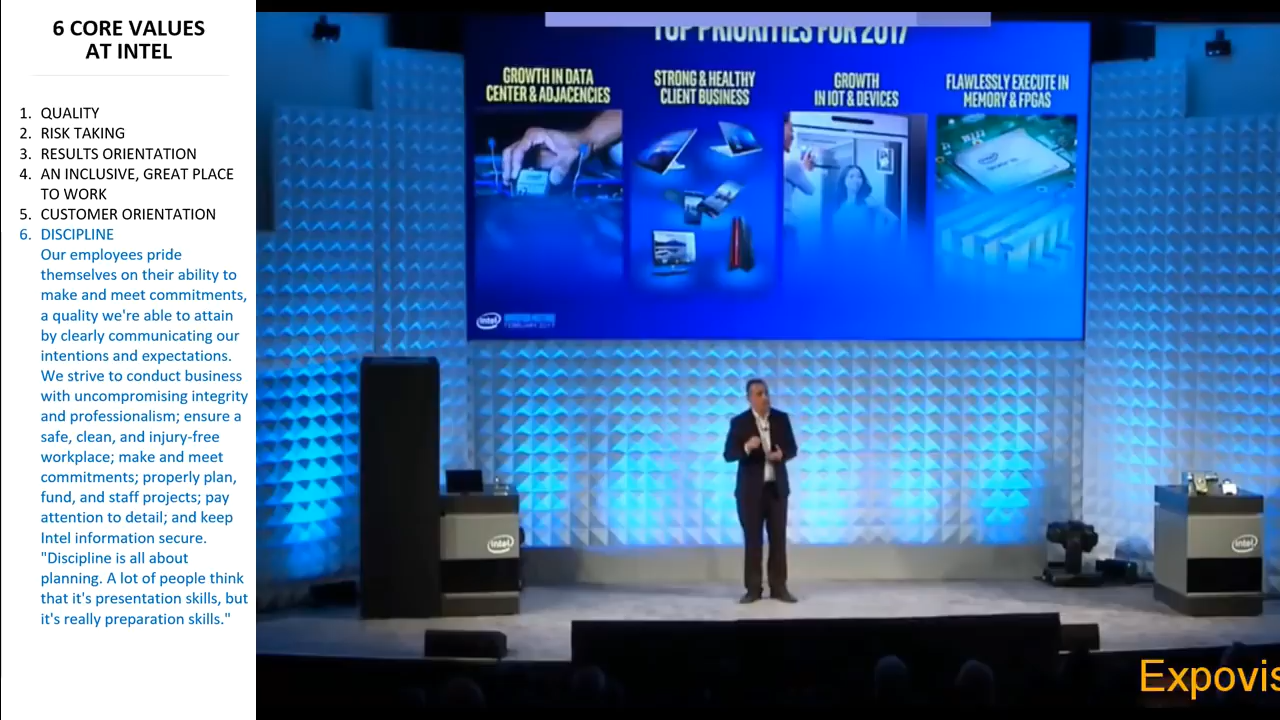 6 CORE VALUES
AT INTEL
1. QUALITY
2. RISK TAKING
3. RESULTS ORIENTATION
4. AN INCLUSIVE, GREAT PLACE
TO WORK
5. CUSTOMER ORIENTATION
6. DISCIPLINE
Our employees pride
themselves on their ability to
make and meet commitments,
a quality we're able to attain
by clearly communicating our
intentions and expectations.
We strive to conduct business
with uncompromising integrity
and professionalism; ensure a
safe, clean, and injury-free
workplace; make and meet
commitments; properly plan,
fund, and staff projects; pay
attention to detail; and keep
Intel information secure.
"Discipline is all about
planning. A lot of people think
that it's presentation skills, but
it's really preparation skills."
TOP PRIORITIES FOR 2017
GROWTH IN DATA
CENTER & ADJACENCIES
STRONG & HEALTHY
CLIENT BUSINESS
GROWTH
IN IOT & DEVICES
FLAWLESSLY EXECUTE IN
MEMORY & FPGAS
intel
FEBRUARY 2017
intel
intel
Expovis